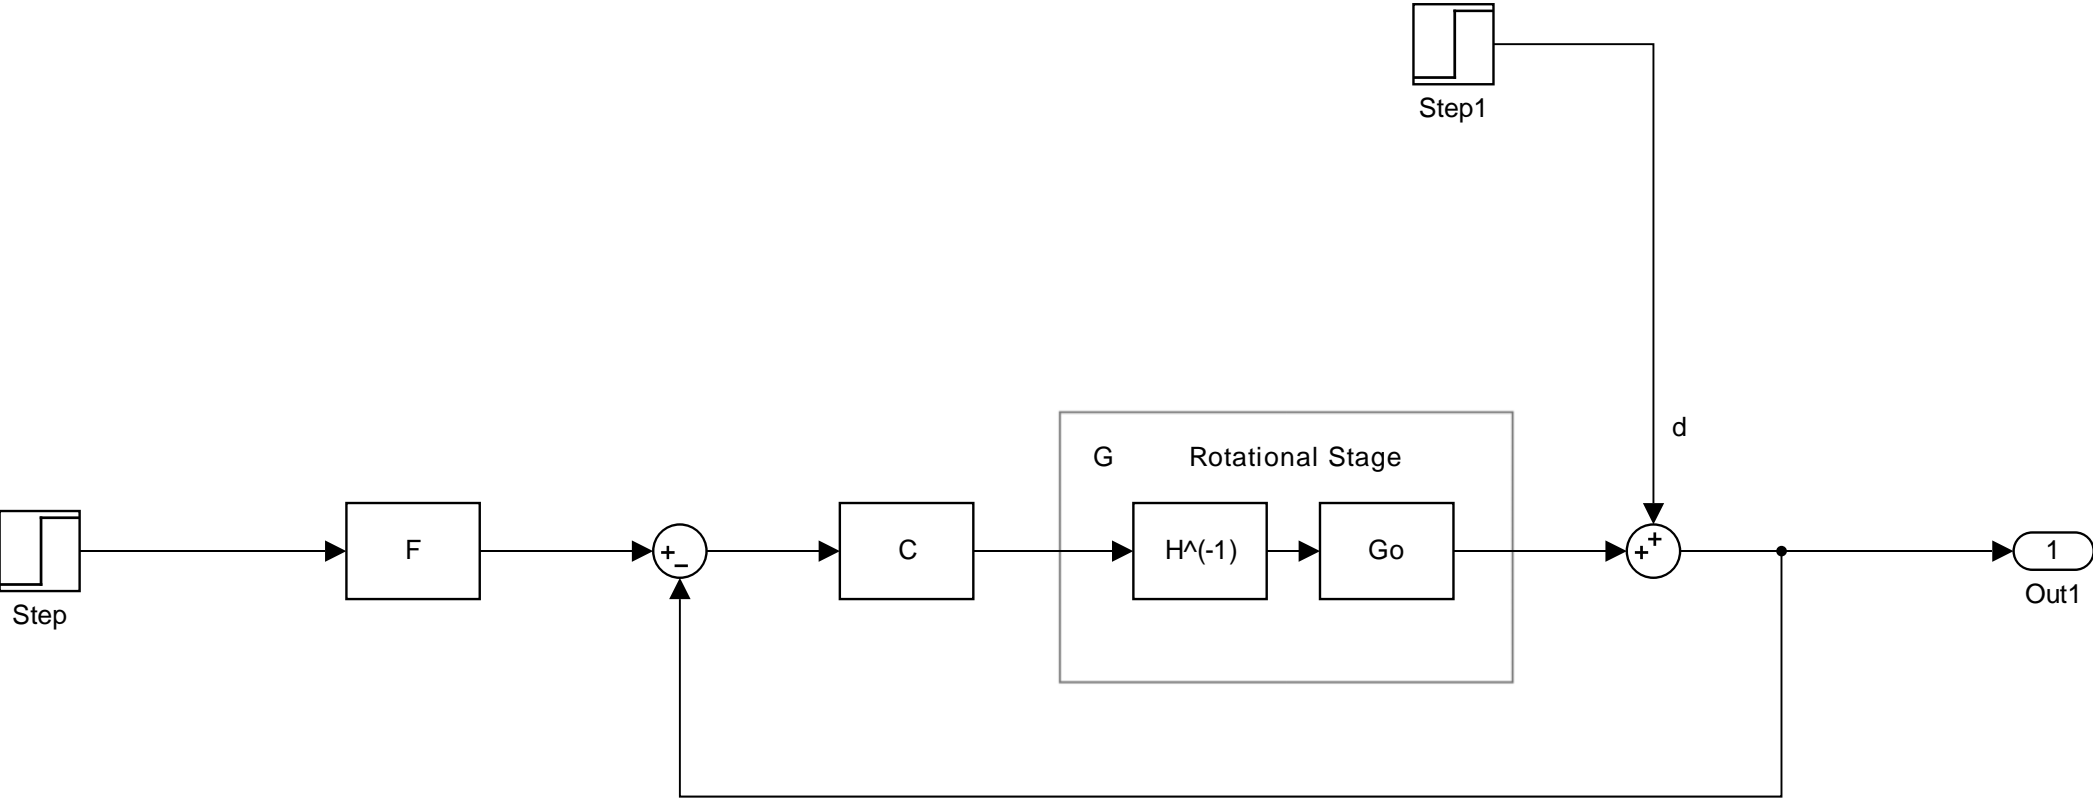 Step1
d
G Rotational Stage
F
+
−
C
H^(-1)
Go
+
+
1
Step
Out1